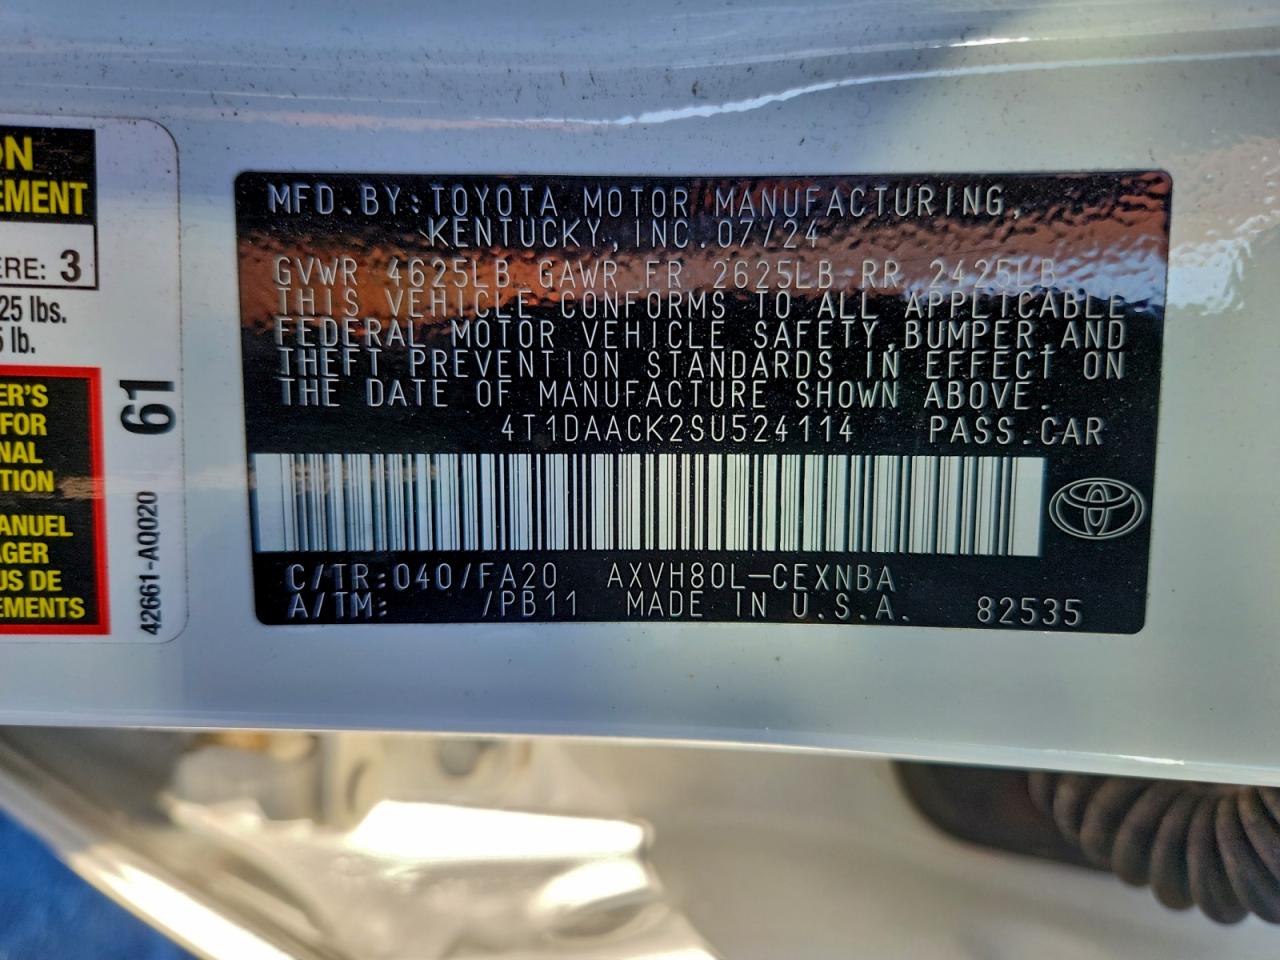 ON
CEMENT
ERE: 3
25 lbs.
5 lb.
ER'S
FOR
NAL
TION
ANUEL
AGER
US DE
EMENTS
61
42661-AQ020
MFD.BY:TOYOTA MOTOR MANUFACTURING,
KENTUCKY,INC.07/24
GVWR 4625LB GAWR FR 2625LB RR 2425LB
THIS VEHICLE CONFORMS TO ALL APPLICABLE
FEDERAL MOTOR VEHICLE SAFETY,BUMPER,AND
THEFT PREVENTION STANDARDS IN EFFECT ON
THE DATE OF MANUFACTURE SHOWN ABOVE.
4T1DAACK2SU524114 PASS.CAR
C/TR:040/FA20 AXVH80L-CEXNBA
A/TM: /PB11 MADE IN U.S.A. 82535